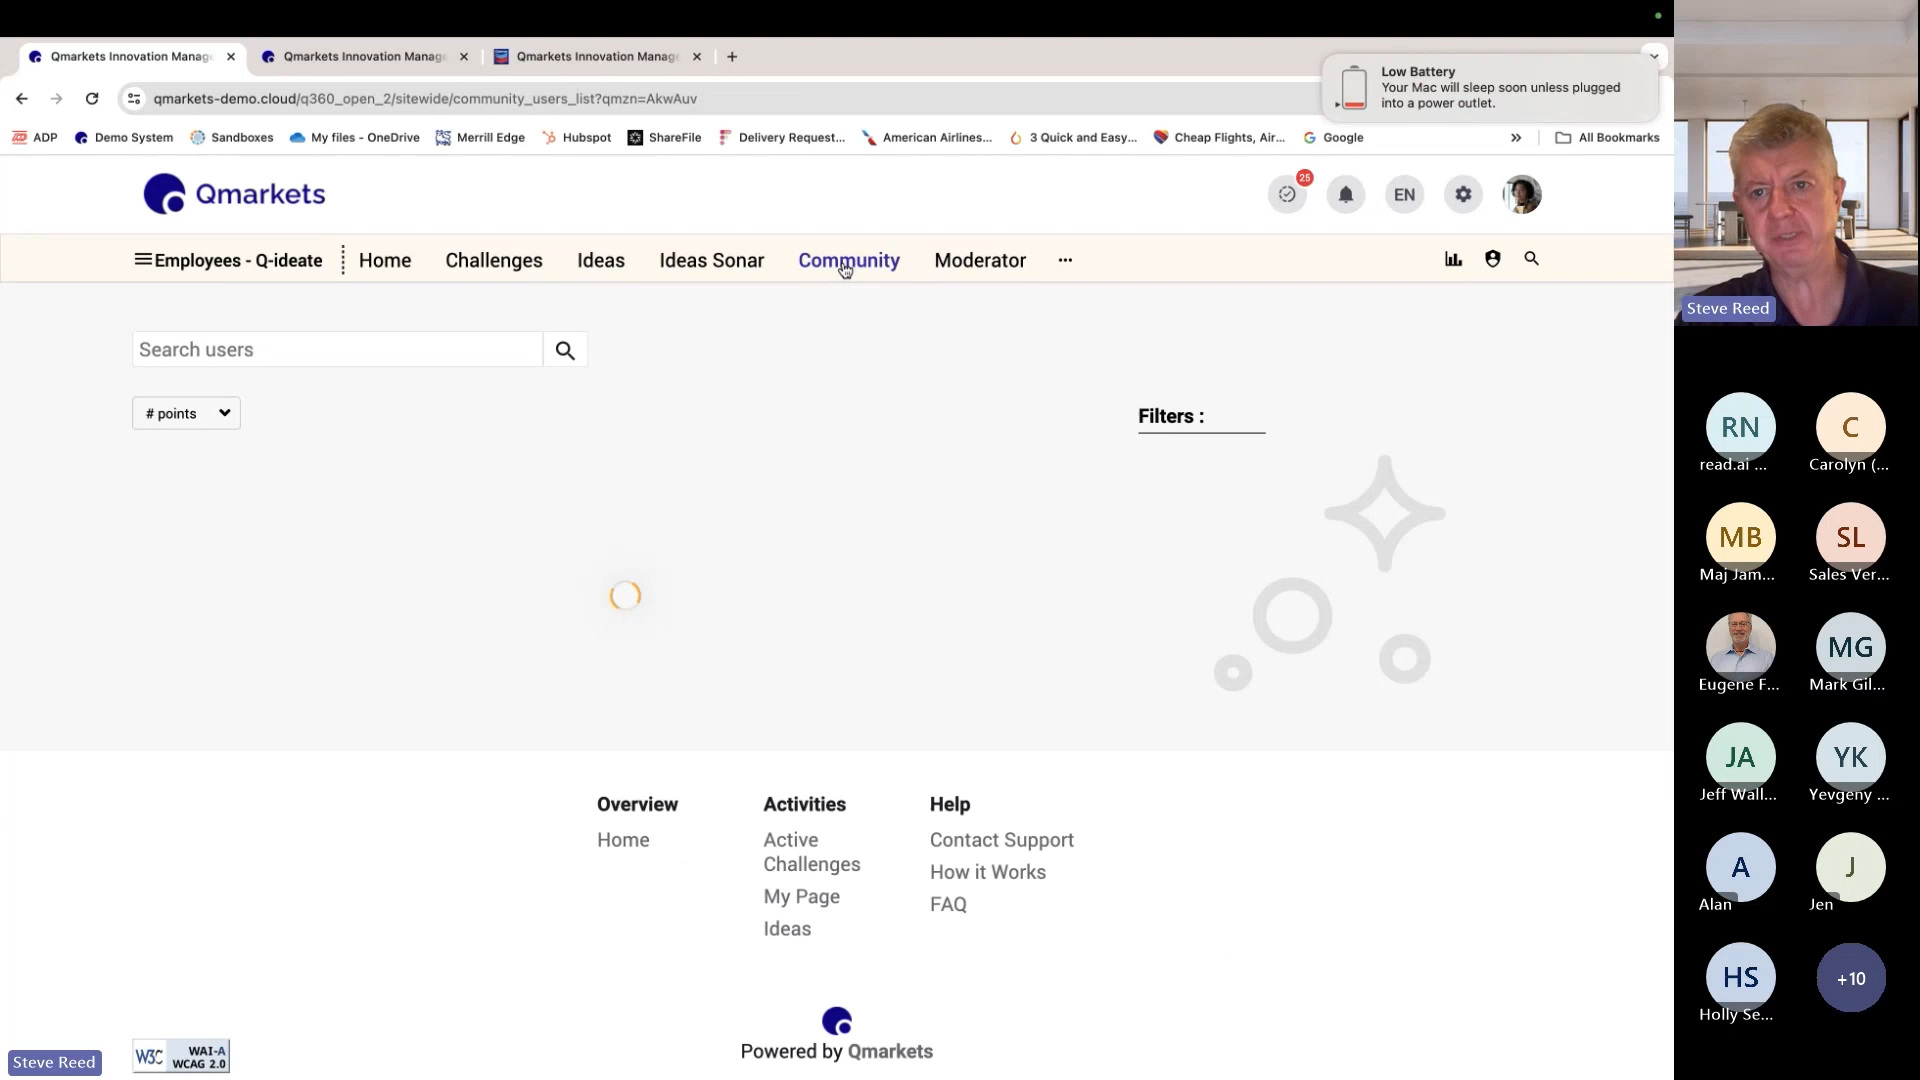 Qmarkets Innovation Manag
Qmarkets Innovation Manag
Qmarkets Innovation Manag
qmarkets-demo.cloud/q360_open_2/sitewide/community_users_list?qmzn=AkwAuv
Low Battery
Your Mac will sleep soon unless plugged
into a power outlet.
ADP
Demo System
Sandboxes
My files - OneDrive
Merrill Edge
Hubspot
ShareFile
Delivery Request...
American Airlines...
3 Quick and Easy...
Cheap Flights, Air...
Google
All Bookmarks
Qmarkets
25
EN
Employees - Q-ideate
Home
Challenges
Ideas
Ideas Sonar
Community
Moderator
Search users
# points
Filters :
Overview
Home
Activities
Active
Challenges
My Page
Ideas
Help
Contact Support
How it Works
FAQ
Powered by Qmarkets
W3C WAI-A
WCAG 2.0
Steve Reed
Steve Reed
RN
read.ai ...
C
Carolyn (...
MB
Maj Jam...
SL
Sales Ver...
Eugene F...
MG
Mark Gil...
JA
Jeff Wall...
YK
Yevgeny ...
A
Alan
J
Jen
HS
Holly Se...
+10